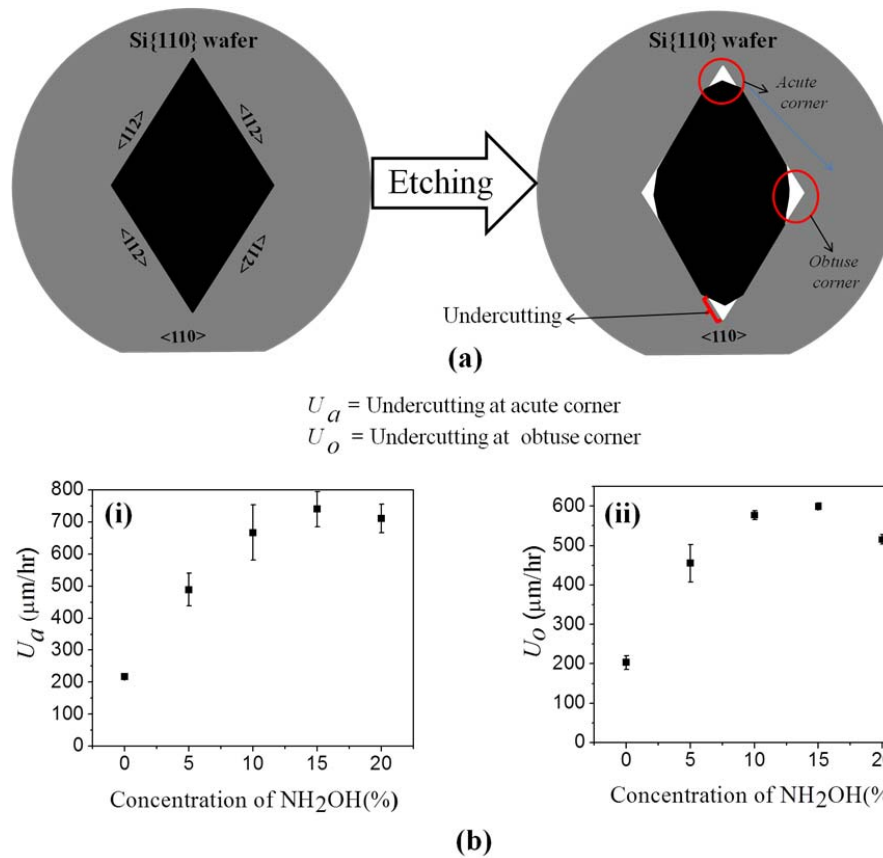 Si{110} wafer
<112>
<112>
<112>
<112>
<110>
Etching
Si{110} wafer
Acute
corner
Obtuse
corner
Undercutting
<110>
(a)
U a = Undercutting at acute corner
U o = Undercutting at obtuse corner
(i)
Ua (μm/hr)
800
700
600
500
400
300
200
100
0
0 5 10 15 20
Concentration of NH2OH(%)
(ii)
Uo (μm/hr)
600
500
400
300
200
100
0
0 5 10 15 20
Concentration of NH2OH(%
(b)